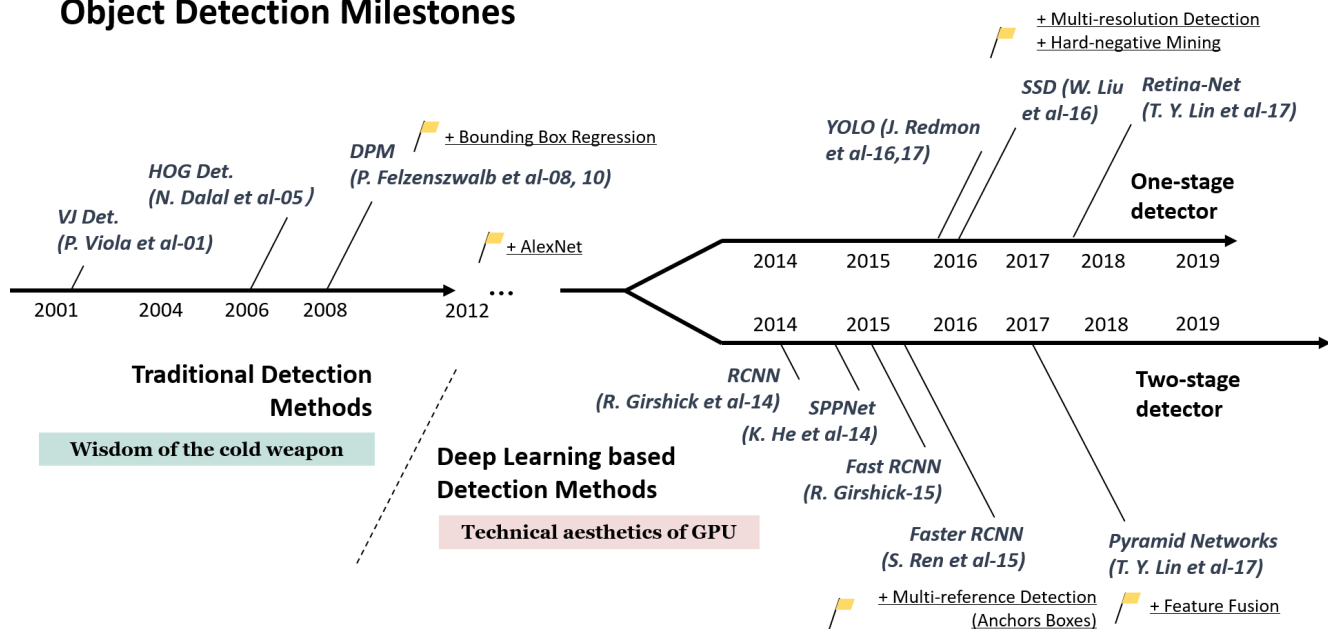 Object Detection Milestones
+ Multi-resolution Detection
+ Hard-negative Mining
SSD (W. Liu
et al-16)
Retina-Net
(T. Y. Lin et al-17)
YOLO (J. Redmon
et al-16,17)
+ Bounding Box Regression
DPM
(P. Felzenszwalb et al-08, 10)
HOG Det.
(N. Dalal et al-05)
VJ Det.
(P. Viola et al-01)
One-stage
detector
+ AlexNet
...
2014 2015 2016 2017 2018 2019
2001 2004 2006 2008 2012
2014 2015 2016 2017 2018 2019
Traditional Detection
Methods
Wisdom of the cold weapon
RCNN
(R. Girshick et al-14)
SPPNet
(K. He et al-14)
Two-stage
detector
Deep Learning based
Detection Methods
Technical aesthetics of GPU
Fast RCNN
(R. Girshick-15)
Faster RCNN
(S. Ren et al-15)
Pyramid Networks
(T. Y. Lin et al-17)
+ Multi-reference Detection
(Anchors Boxes)
+ Feature Fusion